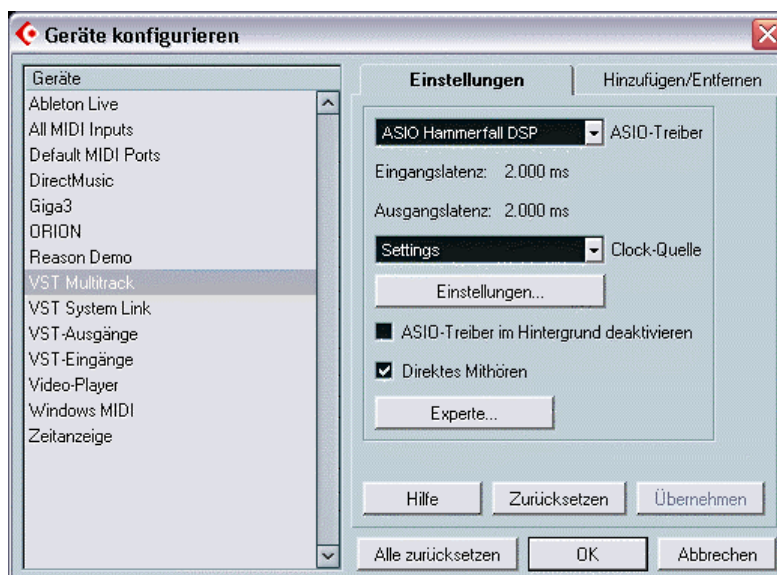 Geräte konfigurieren
Geräte
Ableton Live
All MIDI Inputs
Default MIDI Ports
DirectMusic
Giga3
ORION
Reason Demo
VST Multitrack
VST System Link
VST-Ausgänge
VST-Eingänge
Video-Player
Windows MIDI
Zeitanzeige
Einstellungen
Hinzufügen/Entfernen
ASIO Hammerfall DSP ASIO-Treiber
Eingangslatenz: 2.000 ms
Ausgangslatenz: 2.000 ms
Settings Clock-Quelle
Einstellungen...
ASIO-Treiber im Hintergrund deaktivieren
Direktes Mithören
Experte...
Hilfe Zurücksetzen Übernehmen
Alle zurücksetzen OK Abbrechen